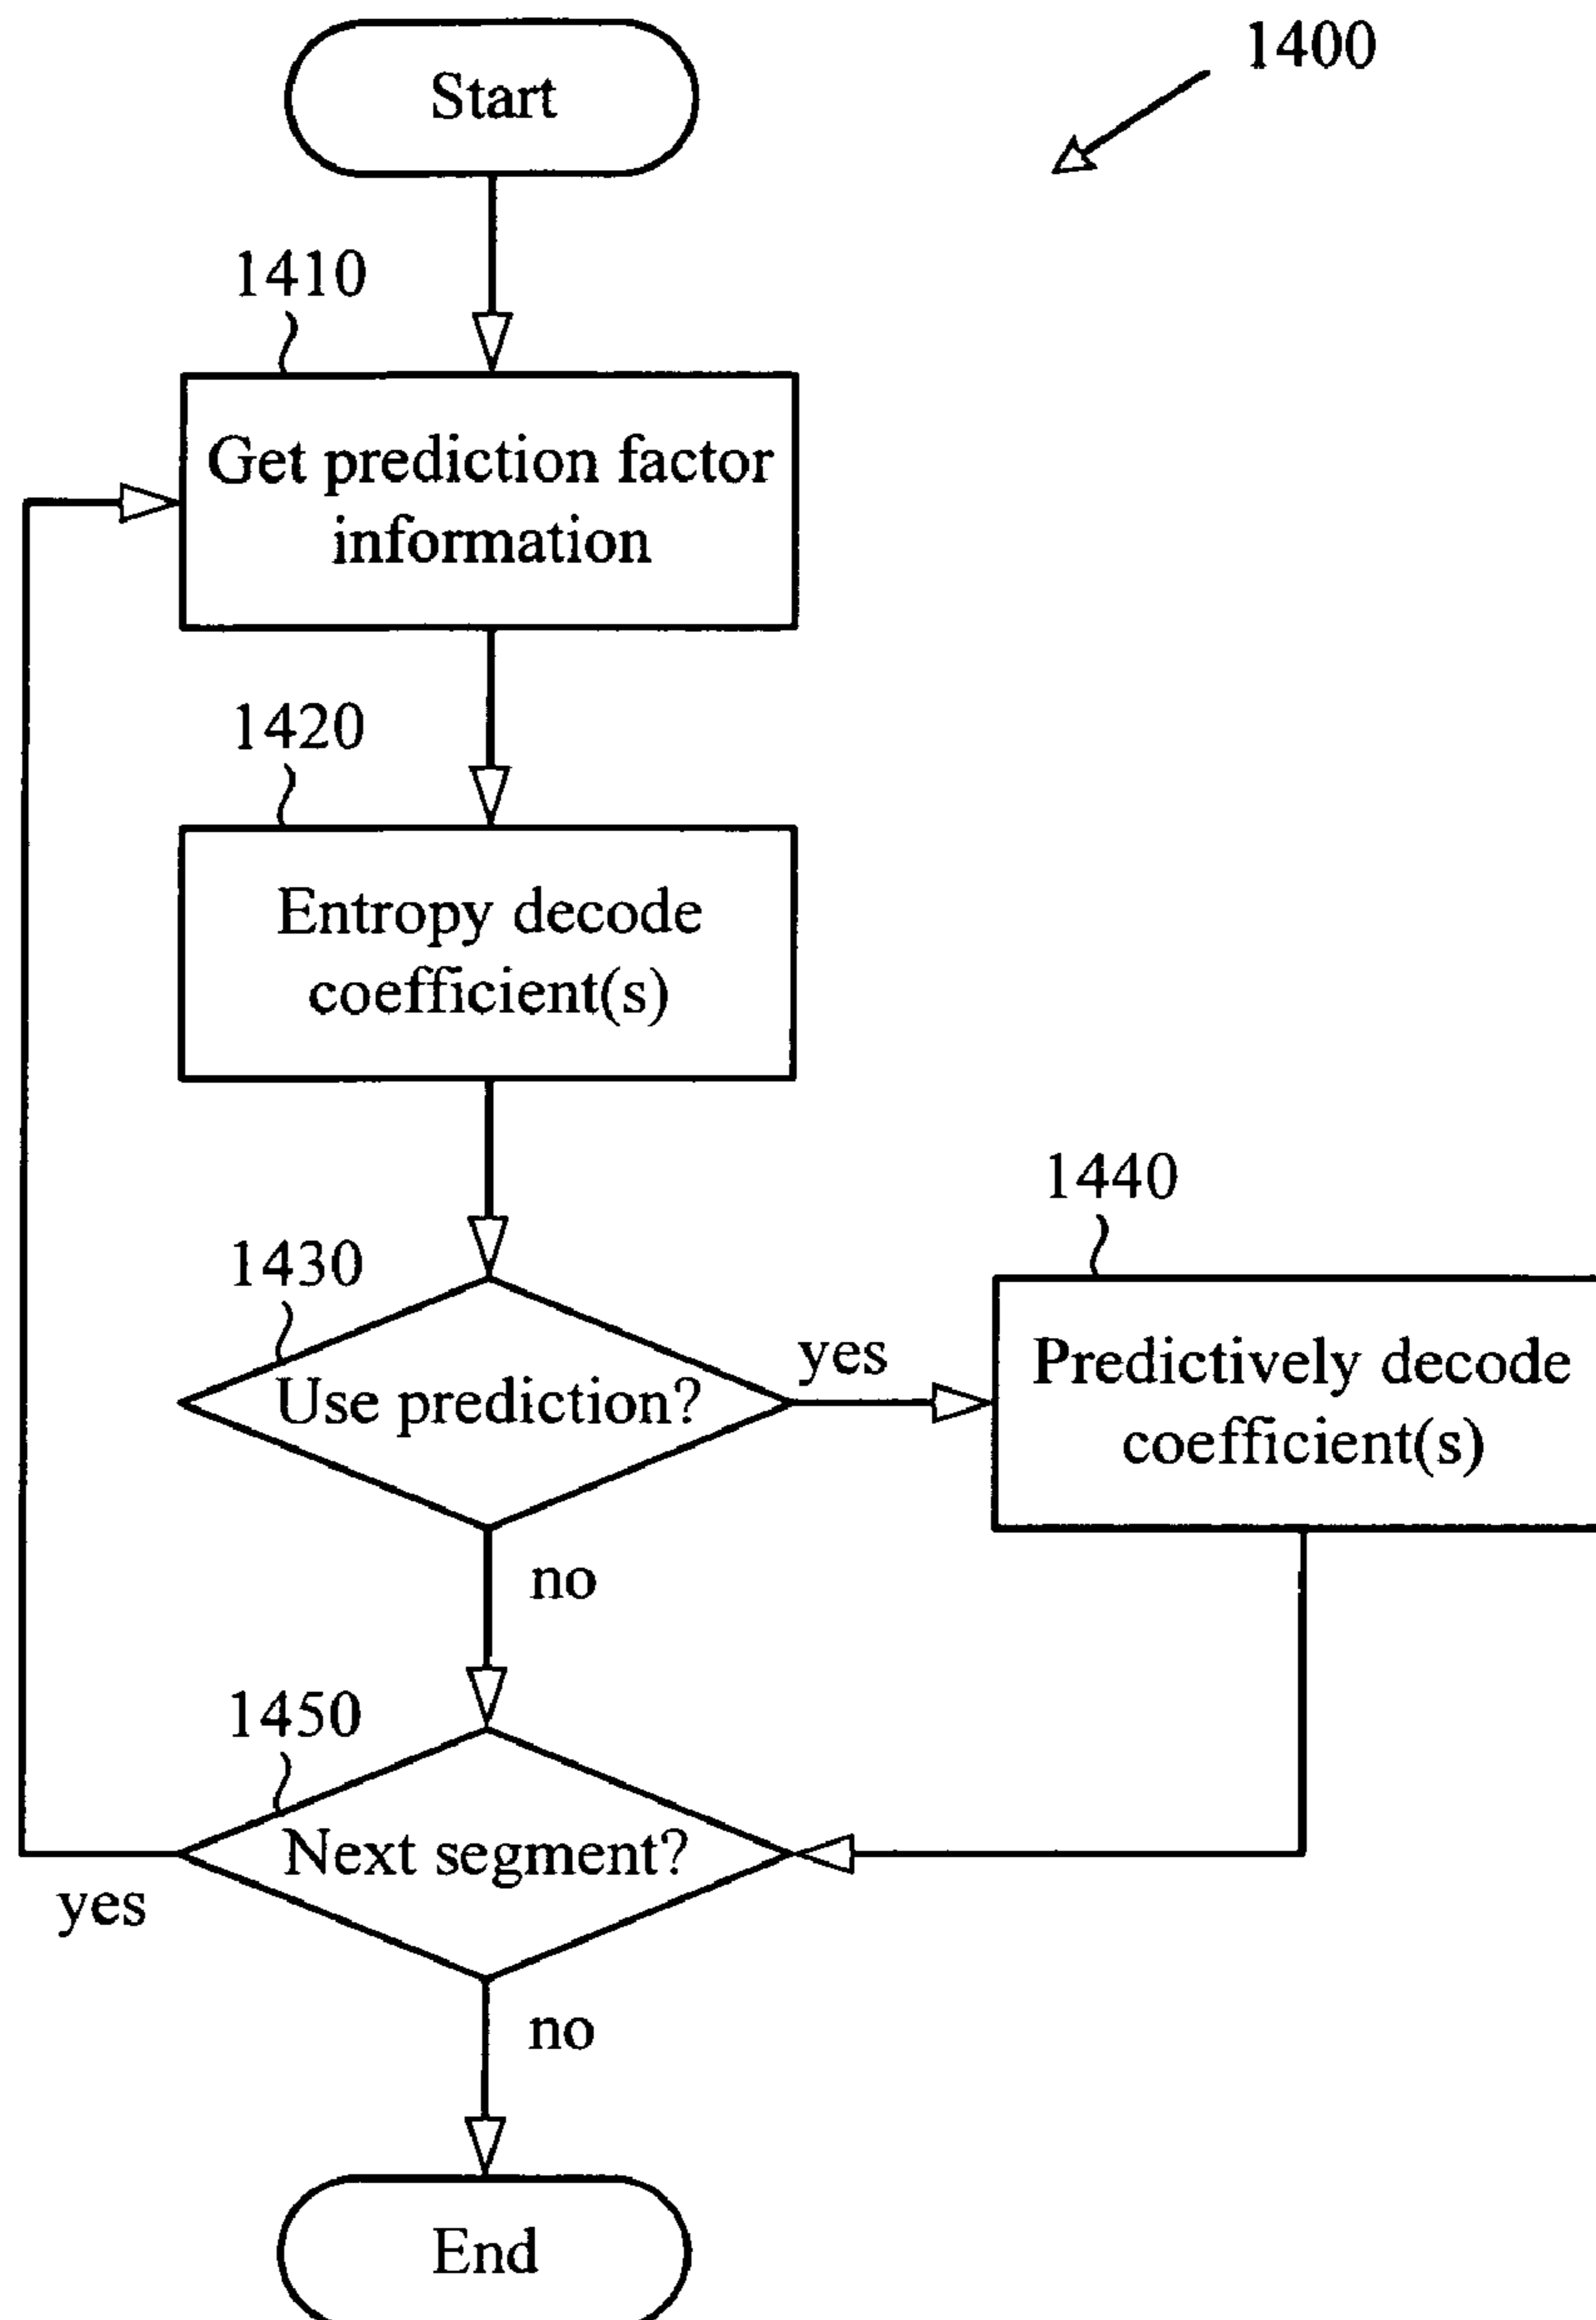 Start
1400
1410
Get prediction factor
information
1420
Entropy decode
coefficient(s)
1430
Use prediction?
yes
1440
Predictively decode
coefficient(s)
no
1450
Next segment?
yes
no
End